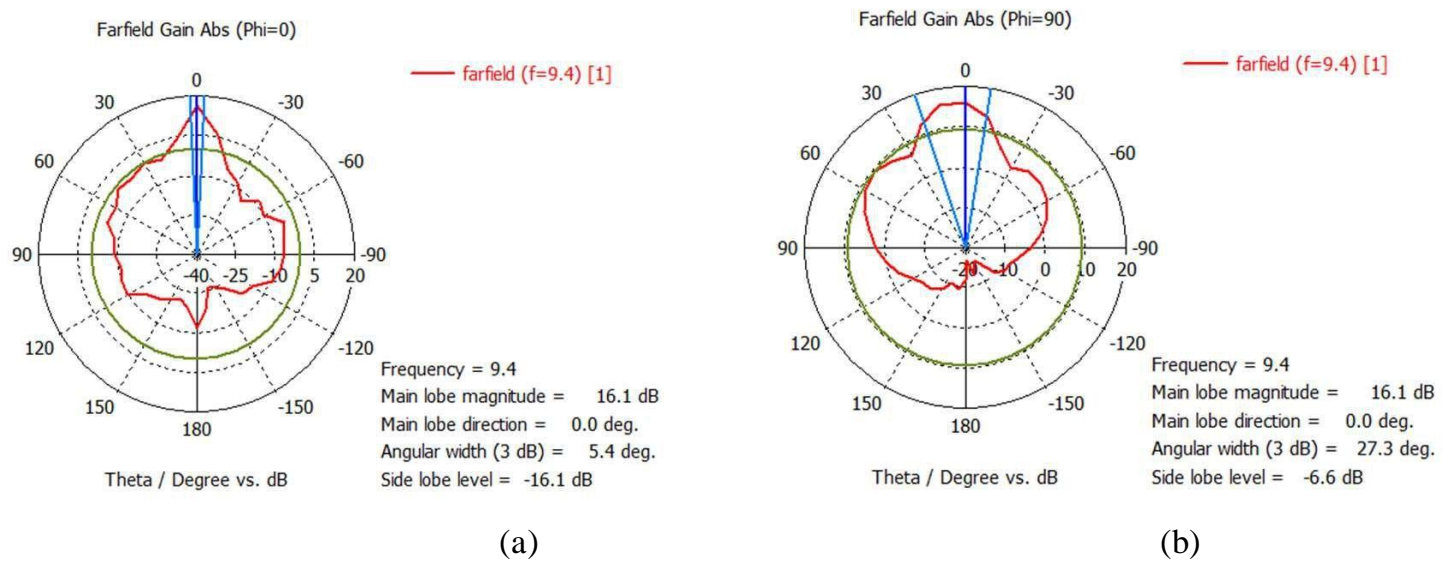 Farfield Gain Abs (Phi=0)
farfield (f=9.4) [1]
0
30 -30
60 -60
90 -40 -25 -10 5 20 -90
120 -120
150 -150
180
Frequency = 9.4
Main lobe magnitude = 16.1 dB
Main lobe direction = 0.0 deg.
Angular width (3 dB) = 5.4 deg.
Side lobe level = -16.1 dB
Theta / Degree vs. dB
(a)
Farfield Gain Abs (Phi=90)
farfield (f=9.4) [1]
0
30 -30
60 -60
90 -20 -10 0 10 20 -90
120 -120
150 -150
180
Frequency = 9.4
Main lobe magnitude = 16.1 dB
Main lobe direction = 0.0 deg.
Angular width (3 dB) = 27.3 deg.
Side lobe level = -6.6 dB
Theta / Degree vs. dB
(b)